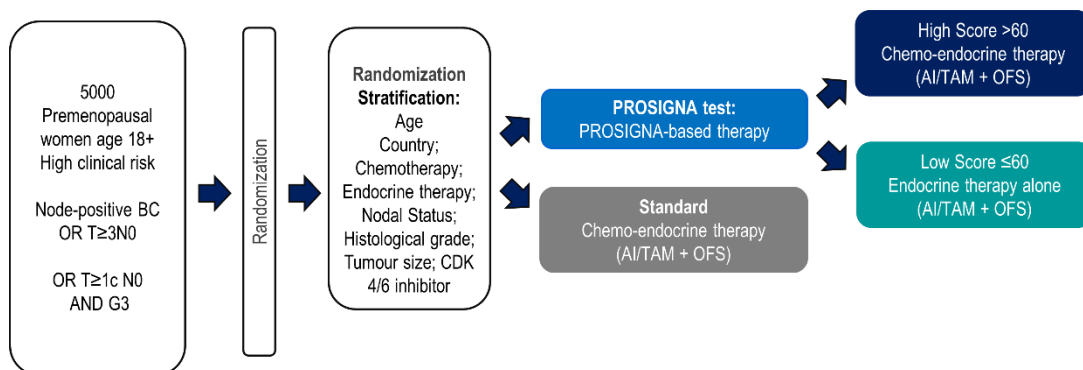 5000
Premenopausal
women age 18+
High clinical risk
Node-positive BC
OR T≥3N0
OR T≥1c N0
AND G3
Randomization
Randomization
Stratification:
Age
Country;
Chemotherapy;
Endocrine therapy;
Nodal Status;
Histological grade;
Tumour size; CDK
4/6 inhibitor
PROSIGNA test:
PROSIGNA-based therapy
Standard
Chemo-endocrine therapy
(AI/TAM + OFS)
High Score >60
Chemo-endocrine therapy
(AI/TAM + OFS)
Low Score ≤60
Endocrine therapy alone
(AI/TAM + OFS)